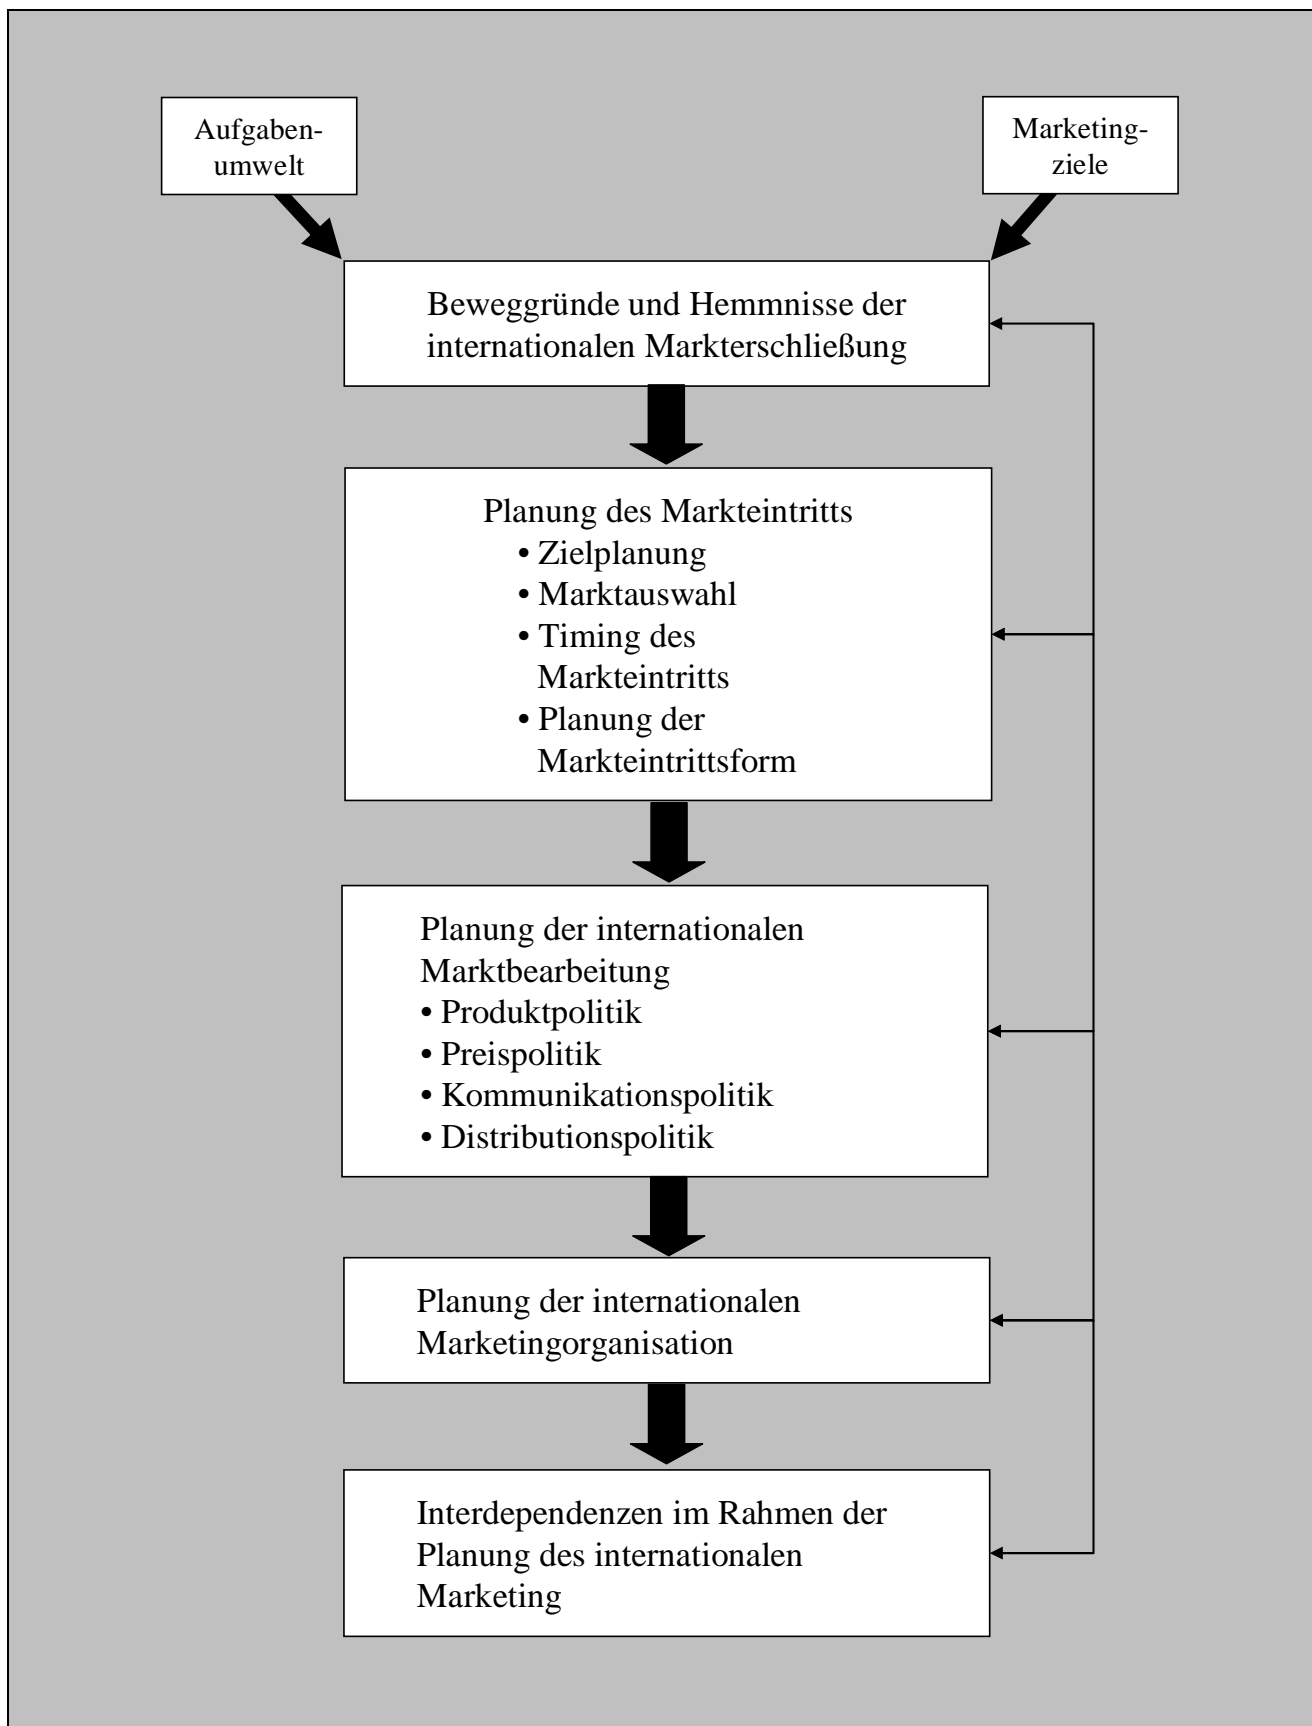 Aufgaben-
umwelt
Marketing-
ziele
Beweggründe und Hemmnisse der
internationalen Markterschließung
Planung des Markteintritts
• Zielplanung
• Marktauswahl
• Timing des
Markteintritts
• Planung der
Markteintrittsform
Planung der internationalen
Marktbearbeitung
• Produktpolitik
• Preispolitik
• Kommunikationspolitik
• Distributionspolitik
Planung der internationalen
Marketingorganisation
Interdependenzen im Rahmen der
Planung des internationalen
Marketing